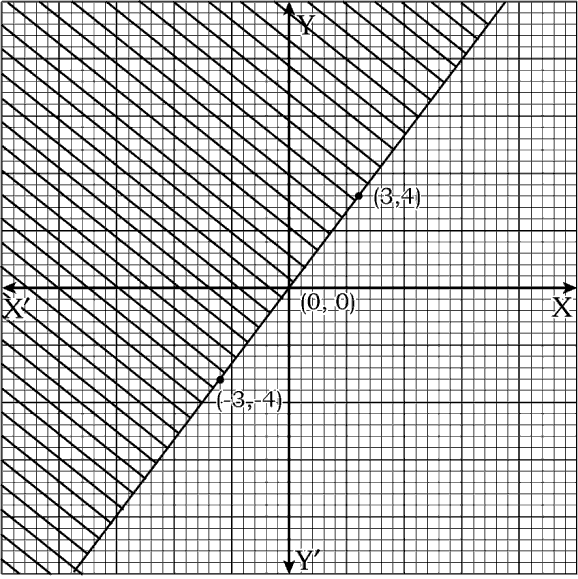 Y
(3,4)
X′
(0, 0)
X
(-3,-4)
Y′